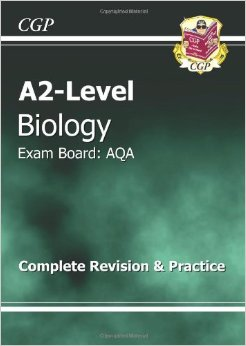 CGP
CGP
A2-Level
Biology
Exam Board: AQA
Complete Revision & Practice